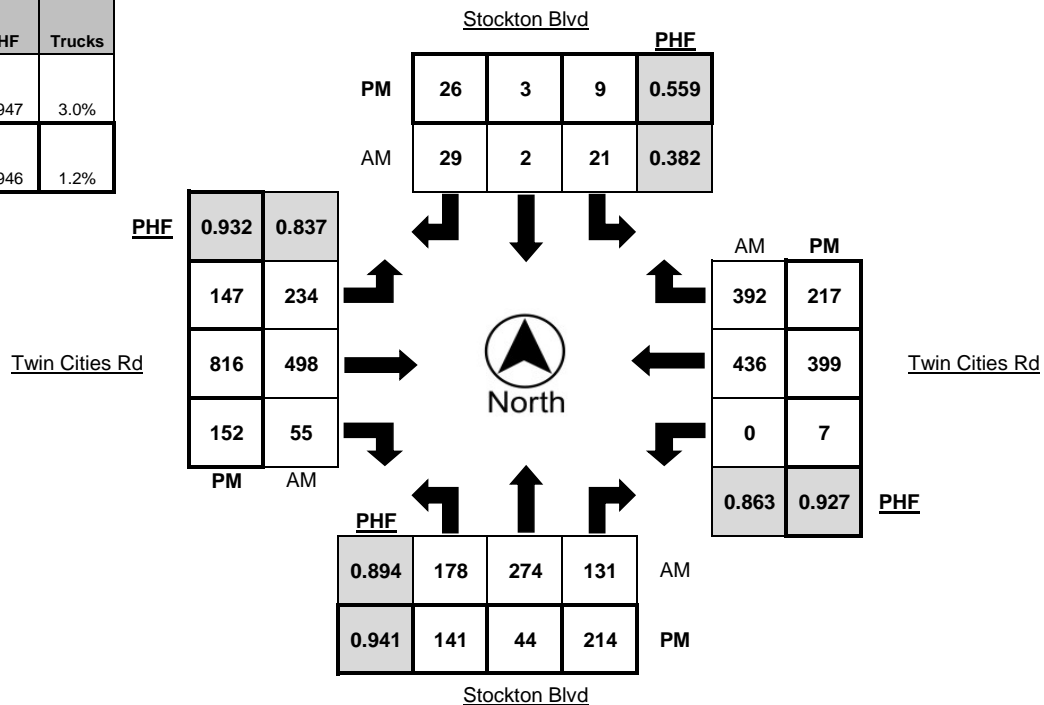 Stockton Blvd
HF Trucks
PHF
PM 26 3 9 0.559
947 3.0%
AM 29 2 21 0.382
946 1.2%
PHF 0.932 0.837
AM PM
147 234
392 217
Twin Cities Rd 816 498
436 399 Twin Cities Rd
North
152 55
0 7
PM AM
0.863 0.927 PHF
PHF
0.894 178 274 131 AM
0.941 141 44 214 PM
Stockton Blvd